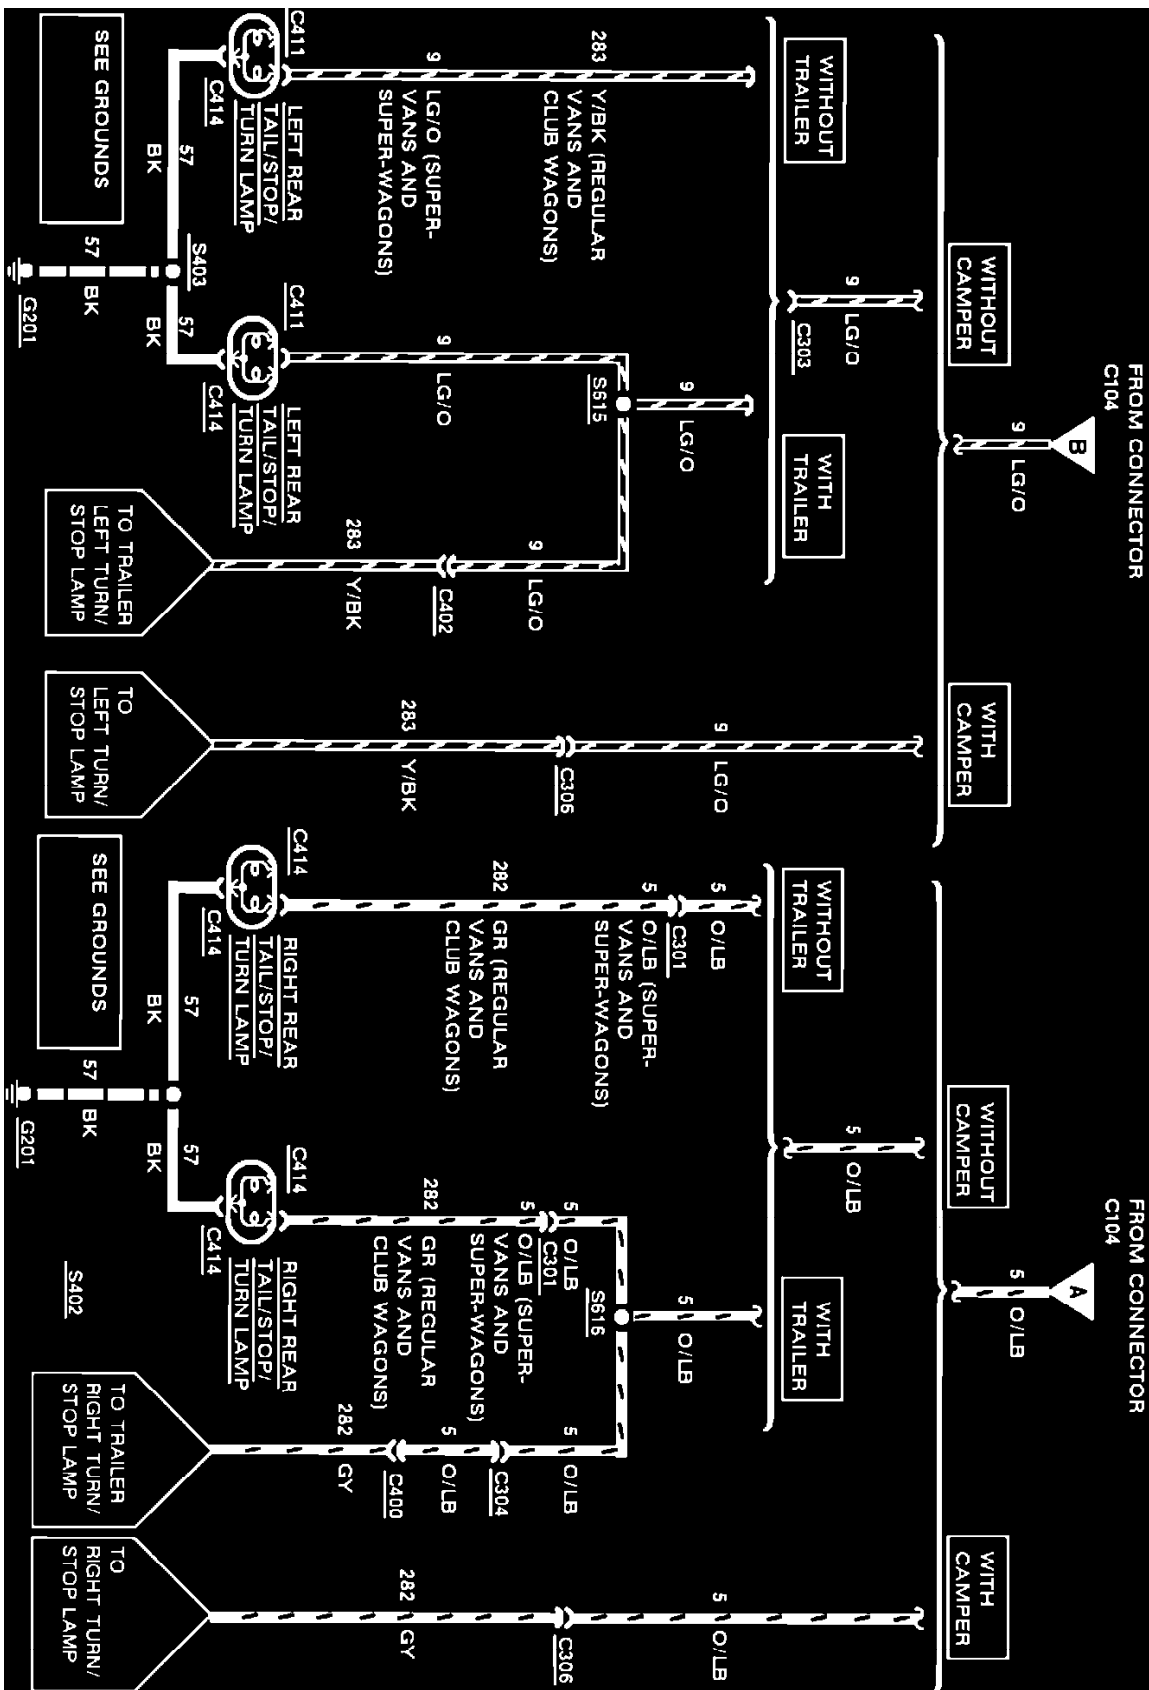 FROM CONNECTOR
C104
B
9
LG/O
WITHOUT
CAMPER
WITH
CAMPER
9
LG/O
C303
WITHOUT
TRAILER
WITH
TRAILER
283
Y/BK (REGULAR
VANS AND
CLUB WAGONS)
9
LG/O (SUPER-
VANS AND
SUPER-WAGONS)
9
LG/O
S615
9
LG/O
9
LG/O
C402
283
Y/BK
9
LG/O
C306
283
Y/BK
C411
LEFT REAR
TAIL/STOP/
TURN LAMP
C414
C411
LEFT REAR
TAIL/STOP/
TURN LAMP
C414
57
BK
S403
57
BK
57
BK
G201
SEE GROUNDS
TO TRAILER
LEFT TURN/
STOP LAMP
TO
LEFT TURN/
STOP LAMP
FROM CONNECTOR
C104
A
5
O/LB
WITHOUT
CAMPER
WITH
CAMPER
5
O/LB
WITHOUT
TRAILER
WITH
TRAILER
5
O/LB
C301
5
O/LB (SUPER-
VANS AND
SUPER-WAGONS)
282
GR (REGULAR
VANS AND
CLUB WAGONS)
5
O/LB
S616
5
O/LB
C301
5
O/LB (SUPER-
VANS AND
SUPER-WAGONS)
282
GR (REGULAR
VANS AND
CLUB WAGONS)
5
O/LB
C304
5
O/LB
C400
282
GY
5
O/LB
C306
282
GY
C414
RIGHT REAR
TAIL/STOP/
TURN LAMP
C414
C414
RIGHT REAR
TAIL/STOP/
TURN LAMP
C414
57
BK
57
BK
57
BK
G201
S402
SEE GROUNDS
TO TRAILER
RIGHT TURN/
STOP LAMP
TO
RIGHT TURN/
STOP LAMP